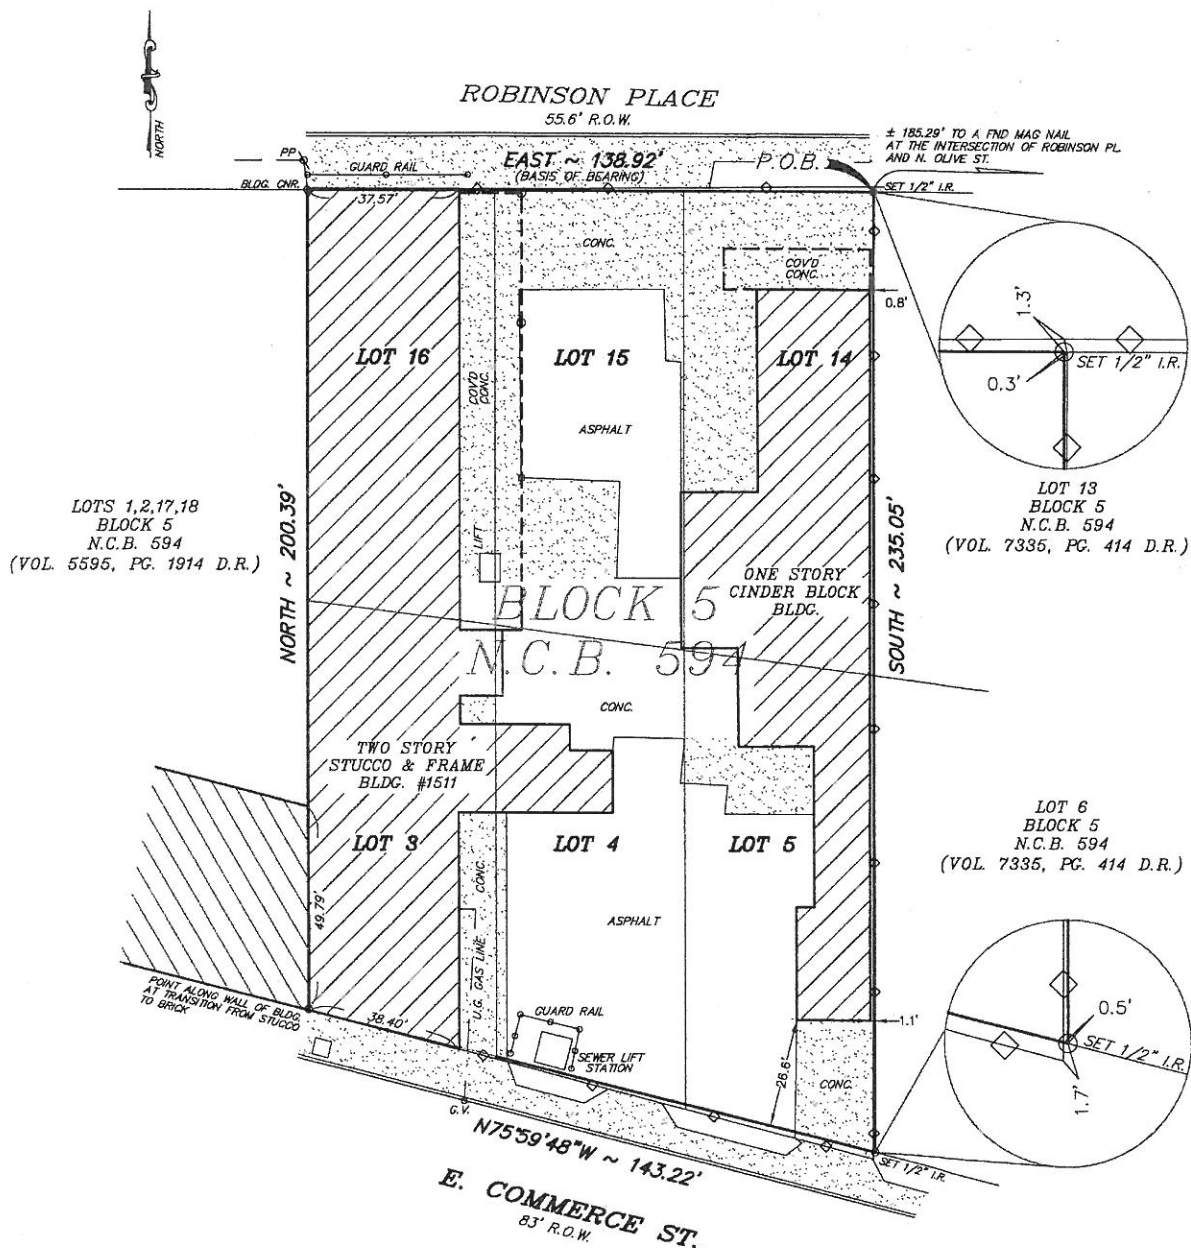 NORTH
ROBINSON PLACE
55.6' R.O.W.
± 185.29' TO A FND MAG NAIL
AT THE INTERSECTION OF ROBINSON PL.
AND N. OLIVE ST.
PP
GUARD RAIL
EAST ~ 138.92'
(BASIS OF BEARING)
P.O.B.
BLDG. CNR.
SET 1/2" I.R.
37.57'
CONC.
COV'D
CONC.
0.8'
1.3'
SET 1/2" I.R.
0.3'
LOT 16
LOT 15
LOT 14
COV'D
CONC.
ASPHALT
LOT 13
BLOCK 5
N.C.B. 594
(VOL. 7335, PG. 414 D.R.)
LOTS 1,2,17,18
BLOCK 5
N.C.B. 594
(VOL. 5595, PG. 1914 D.R.)
NORTH ~ 200.39'
SOUTH ~ 235.05'
LIFT
BLOCK 5
N.C.B. 594
ONE STORY
CINDER BLOCK
BLDG.
CONC.
TWO STORY
STUCCO & FRAME
BLDG. #1511
LOT 3
LOT 4
LOT 5
LOT 6
BLOCK 5
N.C.B. 594
(VOL. 7335, PG. 414 D.R.)
49.79'
CONC.
ASPHALT
U.G. GAS LINE
POINT ALONG WALL OF BLDG.
AT TRANSITION FROM STUCCO
TO BRICK
38.40'
GUARD RAIL
SEWER LIFT
STATION
26.6'
1.1'
CONC.
0.5'
SET 1/2" I.R.
1.7'
G.V.
N75°59'48"W ~ 143.22'
SET 1/2" I.R.
E. COMMERCE ST.
83' R.O.W.